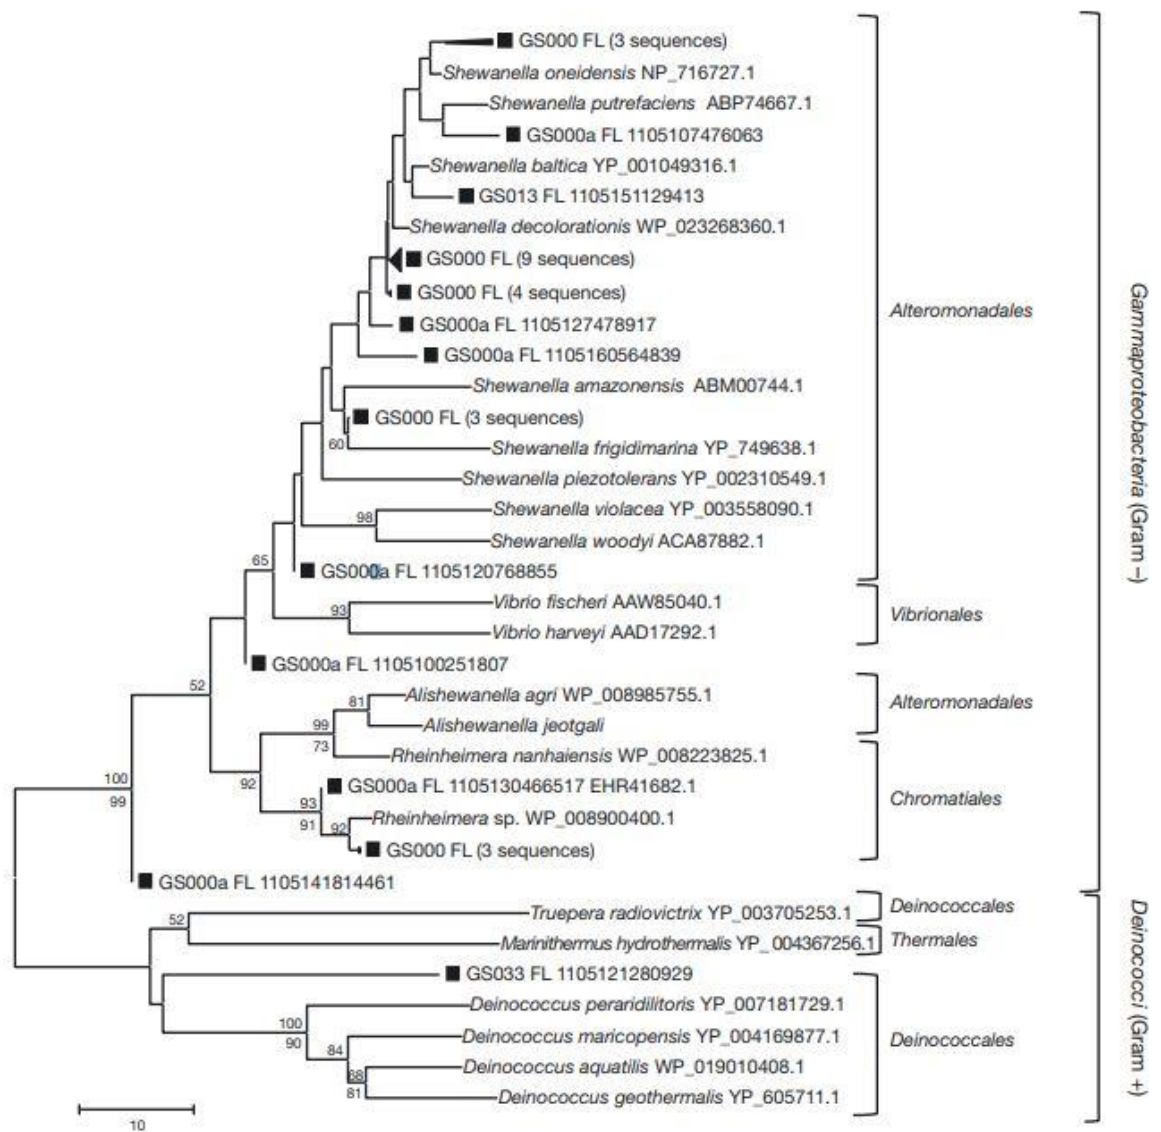 GS000 FL (3 sequences)
Shewanella oneidensis NP_716727.1
Shewanella putrefaciens ABP74667.1
GS000a FL 1105107476063
Shewanella baltica YP_001049316.1
GS013 FL 1105151129413
Shewanella decolorationis WP_023268360.1
GS000 FL (9 sequences)
GS000 FL (4 sequences)
GS000a FL 1105127478917
GS000a FL 1105160564839
Shewanella amazonensis ABM00744.1
GS000 FL (3 sequences)
60
Shewanella frigidimarina YP_749638.1
Shewanella piezotolerans YP_002310549.1
Shewanella violacea YP_003558090.1
98
Shewanella woodyi ACA87882.1
65
GS000a FL 1105120768855
Alteromonadales
Vibrio fischeri AAW85040.1
93
Vibrio harveyi AAD17292.1
Vibrionales
GS000a FL 1105100251807
52
Alishewanella agri WP_008985755.1
81
Alishewanella jeotgali
Alteromonadales
99
73
Rheinheimera nanhaiensis WP_008223825.1
92
GS000a FL 1105130466517 EHR41682.1
93
91
Rheinheimera sp. WP_008900400.1
92
GS000 FL (3 sequences)
Chromatiales
100
99
GS000a FL 1105141814461
Gammaproteobacteria (Gram –)
Truepera radiovictrix YP_003705253.1
Deinococcales
52
Marinithermus hydrothermalis YP_004367256.1
Thermales
GS033 FL 1105121280929
Deinococcus peraridilitoris YP_007181729.1
100
90
Deinococcus maricopensis YP_004169877.1
84
Deinococcus aquatilis WP_019010408.1
88
81
Deinococcus geothermalis YP_605711.1
Deinococcales
Deinococci (Gram +)
10